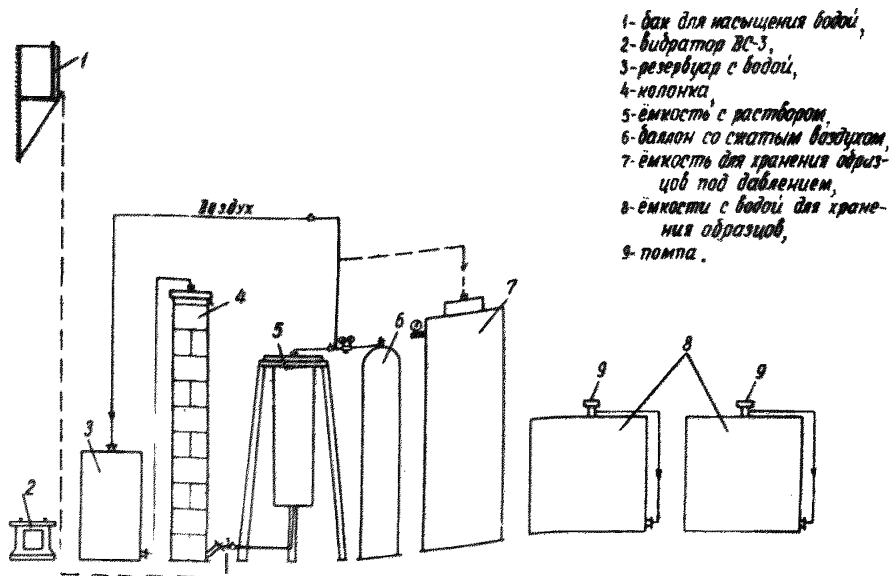 1-бак для насыщения водой,
2-вибратор ВС-3,
3-резервуар с водой,
4-колонка,
5-ёмкость с раствором,
6-баллон со сжатым воздухом,
7-ёмкость для хранения образ-
цов под давлением,
8-ёмкости с водой для хране-
ния образцов,
9-помпа.
1
Воздух
4
7
5
6
9
8
9
3
2